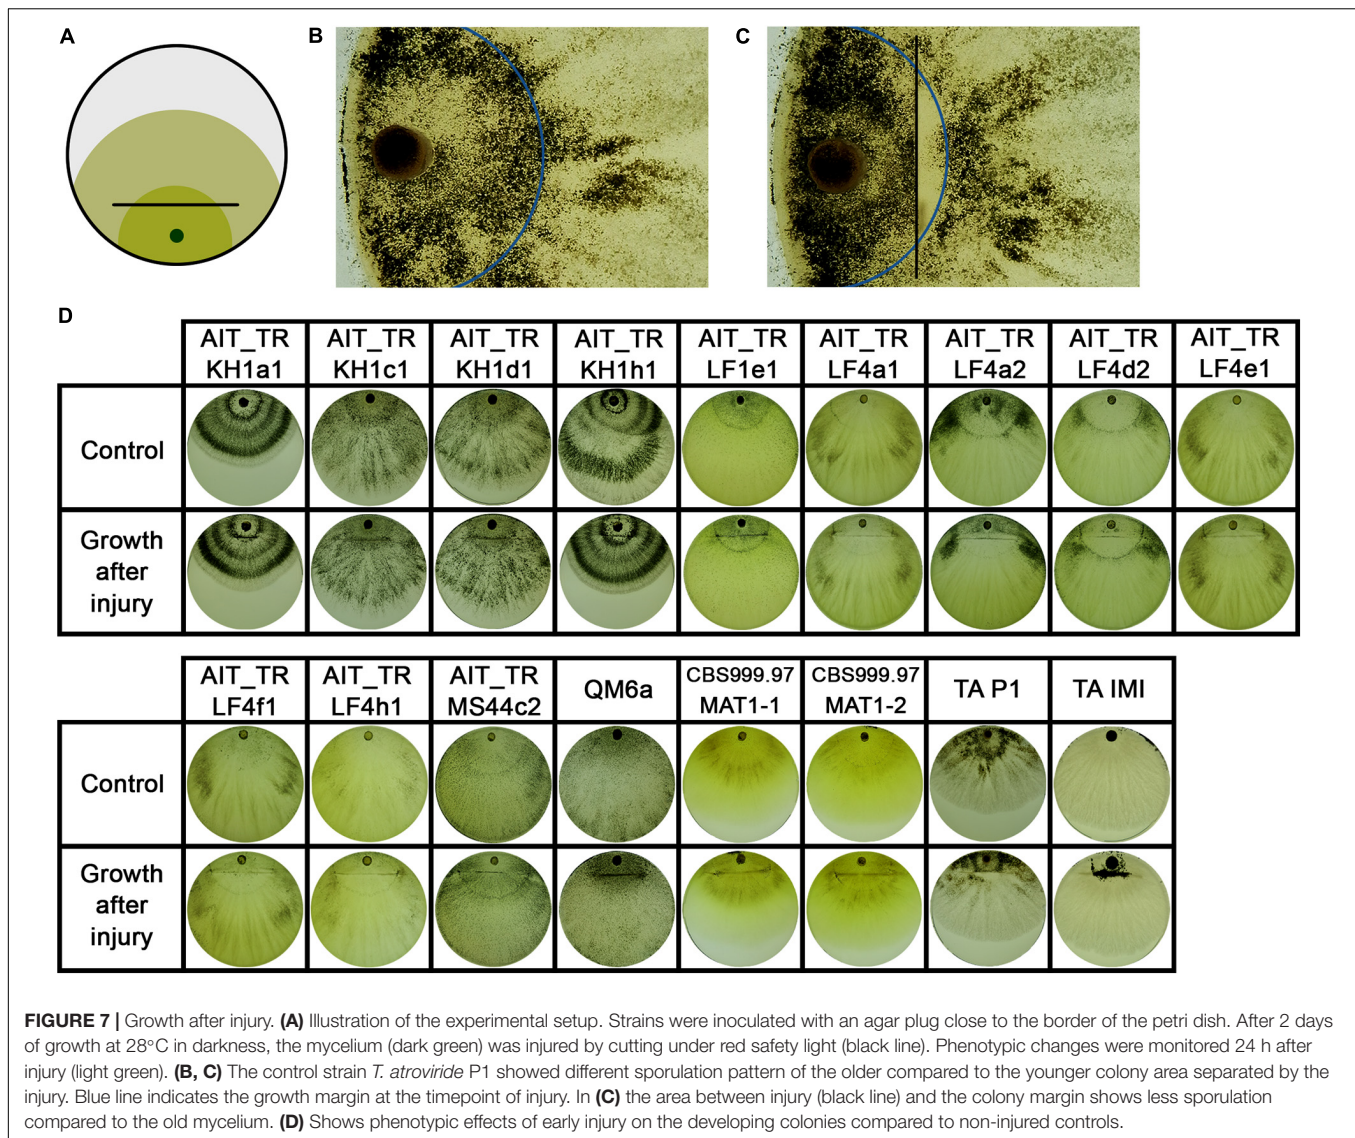 A
B
C
D
AIT_TR
KH1a1
AIT_TR
KH1c1
AIT_TR
KH1d1
AIT_TR
KH1h1
AIT_TR
LF1e1
AIT_TR
LF4a1
AIT_TR
LF4a2
AIT_TR
LF4d2
AIT_TR
LF4e1
Control
Growth
after
injury
AIT_TR
LF4f1
AIT_TR
LF4h1
AIT_TR
MS44c2
QM6a
CBS999.97
MAT1-1
CBS999.97
MAT1-2
TA P1
TA IMI
Control
Growth
after
injury
FIGURE 7 | Growth after injury. (A) Illustration of the experimental setup. Strains were inoculated with an agar plug close to the border of the petri dish. After 2 days
of growth at 28°C in darkness, the mycelium (dark green) was injured by cutting under red safety light (black line). Phenotypic changes were monitored 24 h after
injury (light green). (B, C) The control strain T. atroviride P1 showed different sporulation pattern of the older compared to the younger colony area separated by the
injury. Blue line indicates the growth margin at the timepoint of injury. In (C) the area between injury (black line) and the colony margin shows less sporulation
compared to the old mycelium. (D) Shows phenotypic effects of early injury on the developing colonies compared to non-injured controls.